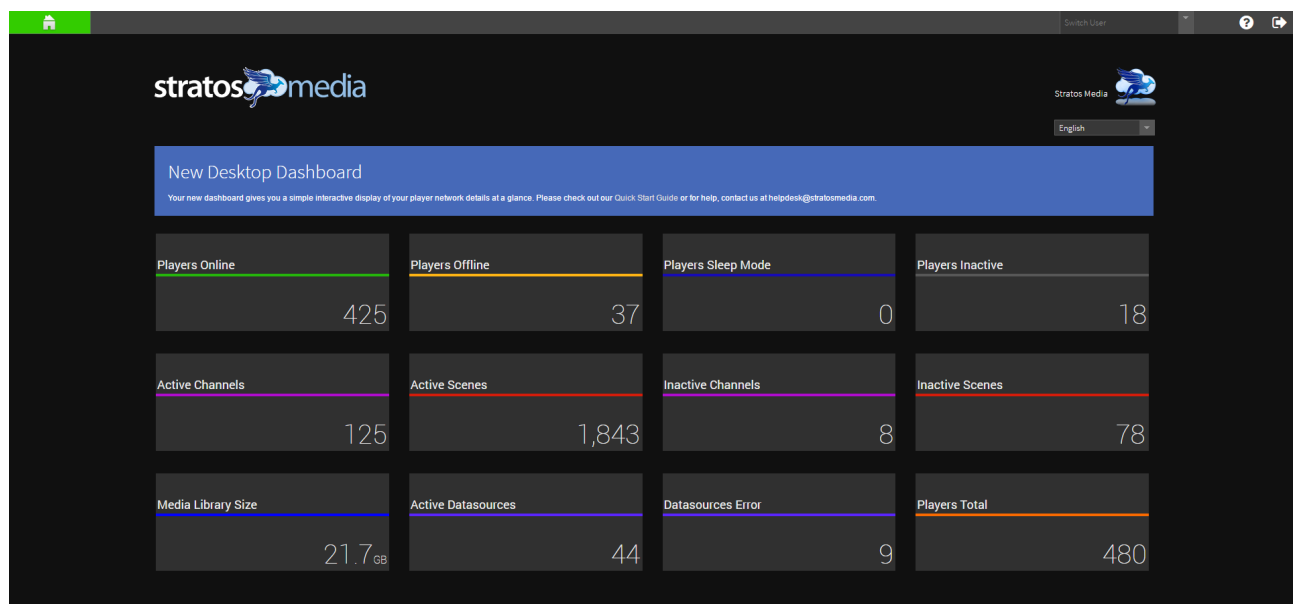 Switch User
?
stratosmedia
Stratos Media
English
New Desktop Dashboard
Your new dashboard gives you a simple interactive display of your player network details at a glance. Please check out our Quick Start Guide or for help, contact us at helpdesk@stratosmedia.com.
Players Online
Players Offline
Players Sleep Mode
Players Inactive
425
37
0
18
Active Channels
Active Scenes
Inactive Channels
Inactive Scenes
125
1,843
8
78
Media Library Size
Active Datasources
Datasources Error
Players Total
21.7GB
44
9
480